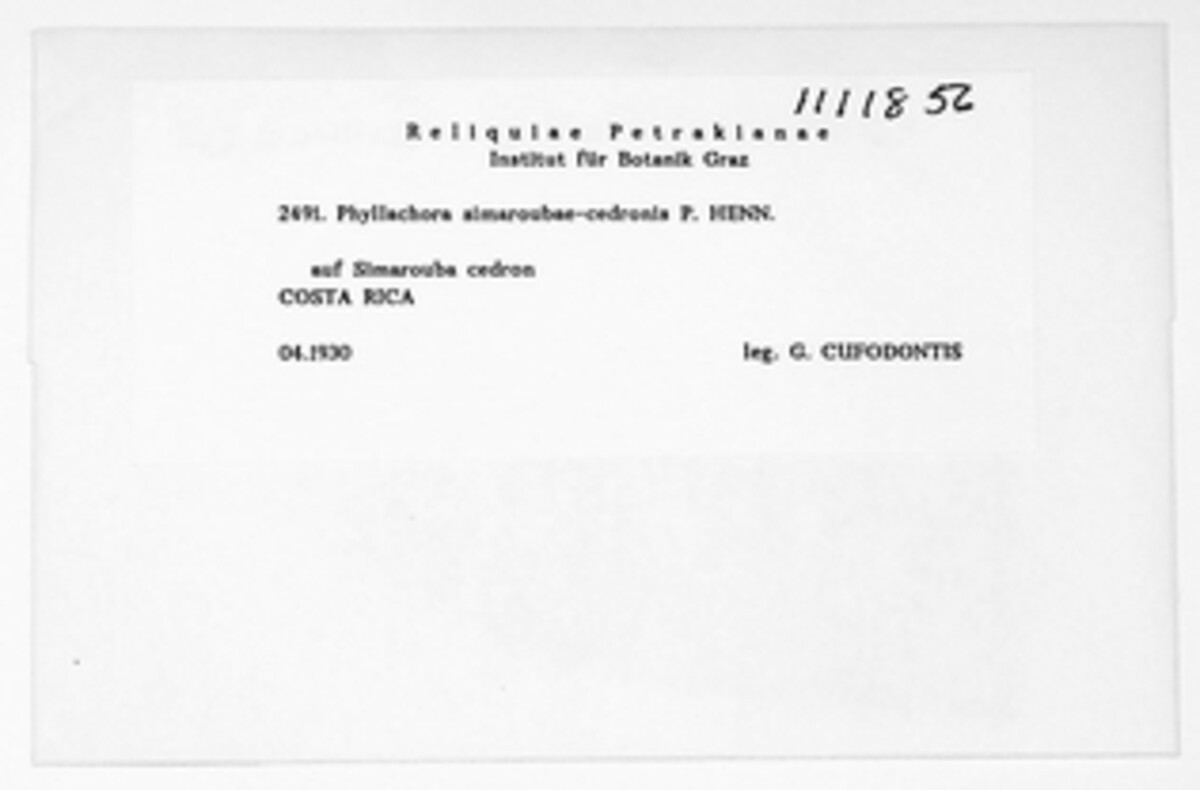 1111852
Reliquiae Petrakianae
Institut für Botanik Graz
2491. Phyllachora simaroubae-cedronis P. HENN.
auf Simarouba cedron
COSTA RICA
04.1930
leg. G. CUFODONTIS